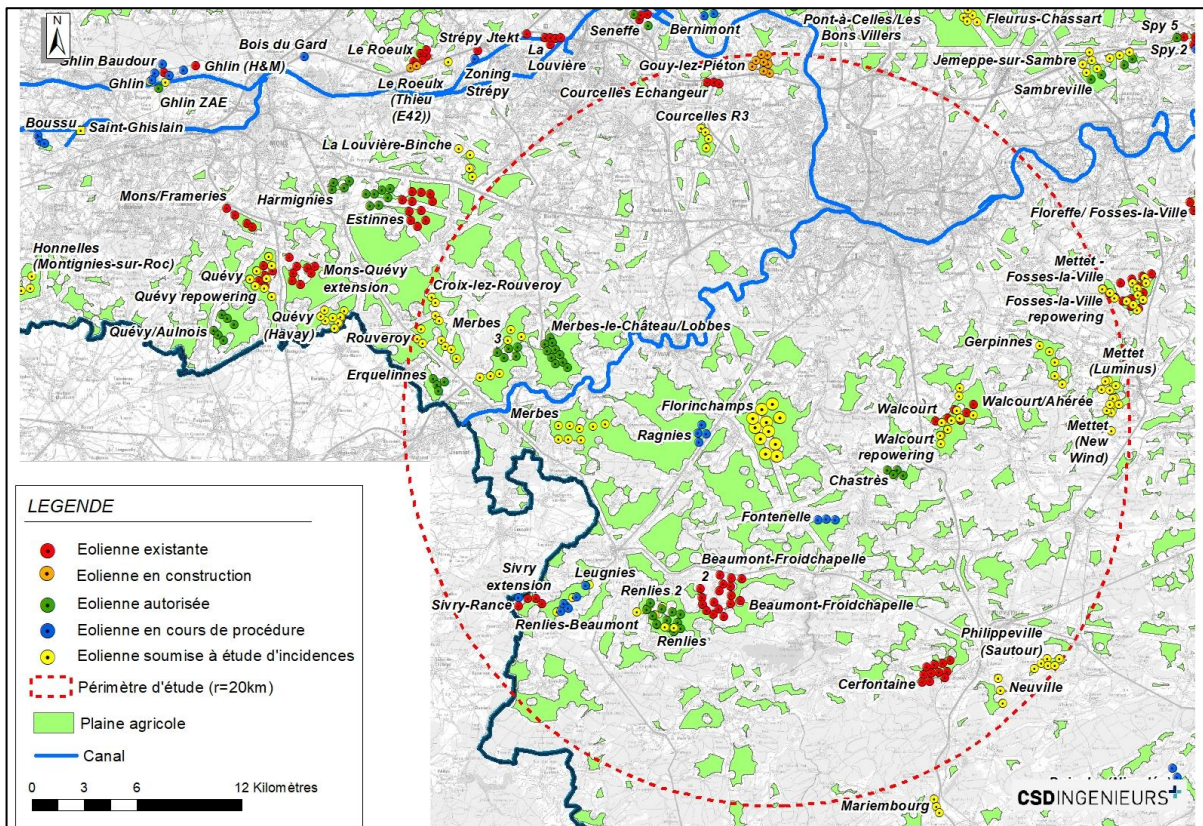 N
Ghlin Baudour
Bois du Gard
Ghlin (H&M)
Ghlin
Ghlin ZAE
Boussu
Saint-Ghislain
Le Roeulx
Le Roeulx
(Thieu
(E42))
Strépy Jtekt
Zoning
Strépy
La
Louvière
Seneffe
Bernimont
Gouy-lez-Piéton
Courcelles Echangeur
Courcelles R3
Pont-à-Celles/Les
Bons Villers
Fleurus-Chassart
Spy 5
Spy 2
Jemeppe-sur-Sambre
Sambreville
La Louvière-Binche
Mons/Frameries
Harmignies
Estinnes
Floreffe/ Fosses-la-Ville
Honnelles
(Montignies-sur-Roc)
Quévy
Quévy repowering
Mons-Quévy
extension
Quévy/Aulnois
Quévy
(Havay)
Croix-lez-Rouveroy
Rouveroy
Merbes
3
Merbes-le-Château/Lobbes
Erquelinnes
Merbes
Mettet -
Fosses-la-Ville
Fosses-la-Ville
repowering
Gerpinnes
Mettet
(Luminus)
Florinchamps
Ragnies
Walcourt
Walcourt/Ahérée
Walcourt
repowering
Mettet
(New
Wind)
Chastrès
Fontenelle
Sivry
extension
Leugnies
Sivry-Rance
Renlies-Beaumont
Renlies 2
Renlies
Beaumont-Froidchapelle
2
Beaumont-Froidchapelle
Philippeville
(Sautour)
Cerfontaine
Neuville
Mariembourg
LEGENDE
Eolienne existante
Eolienne en construction
Eolienne autorisée
Eolienne en cours de procédure
Eolienne soumise à étude d'incidences
Périmètre d'étude (r=20km)
Plaine agricole
Canal
0 3 6 12 Kilomètres
CSDINGENIEURS+